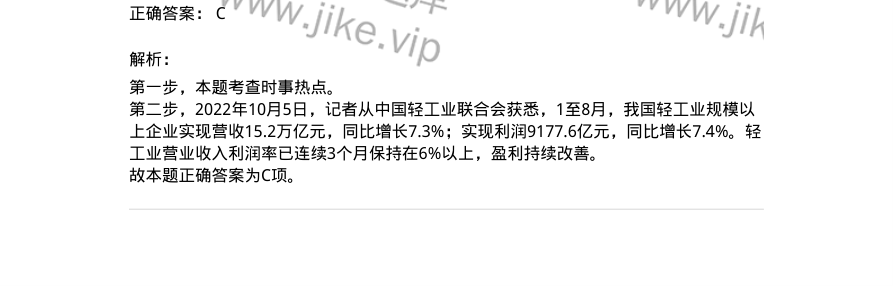 正确答案： C
www.jike.vip
解析：
第一步，本题考查时事热点。
第二步，2022年10月5日，记者从中国轻工业联合会获悉，1至8月，我国轻工业规模以
上企业实现营收15.2万亿元，同比增长7.3%；实现利润9177.6亿元，同比增长7.4%。轻
工业营业收入利润率已连续3个月保持在6%以上，盈利持续改善。
故本题正确答案为C项。